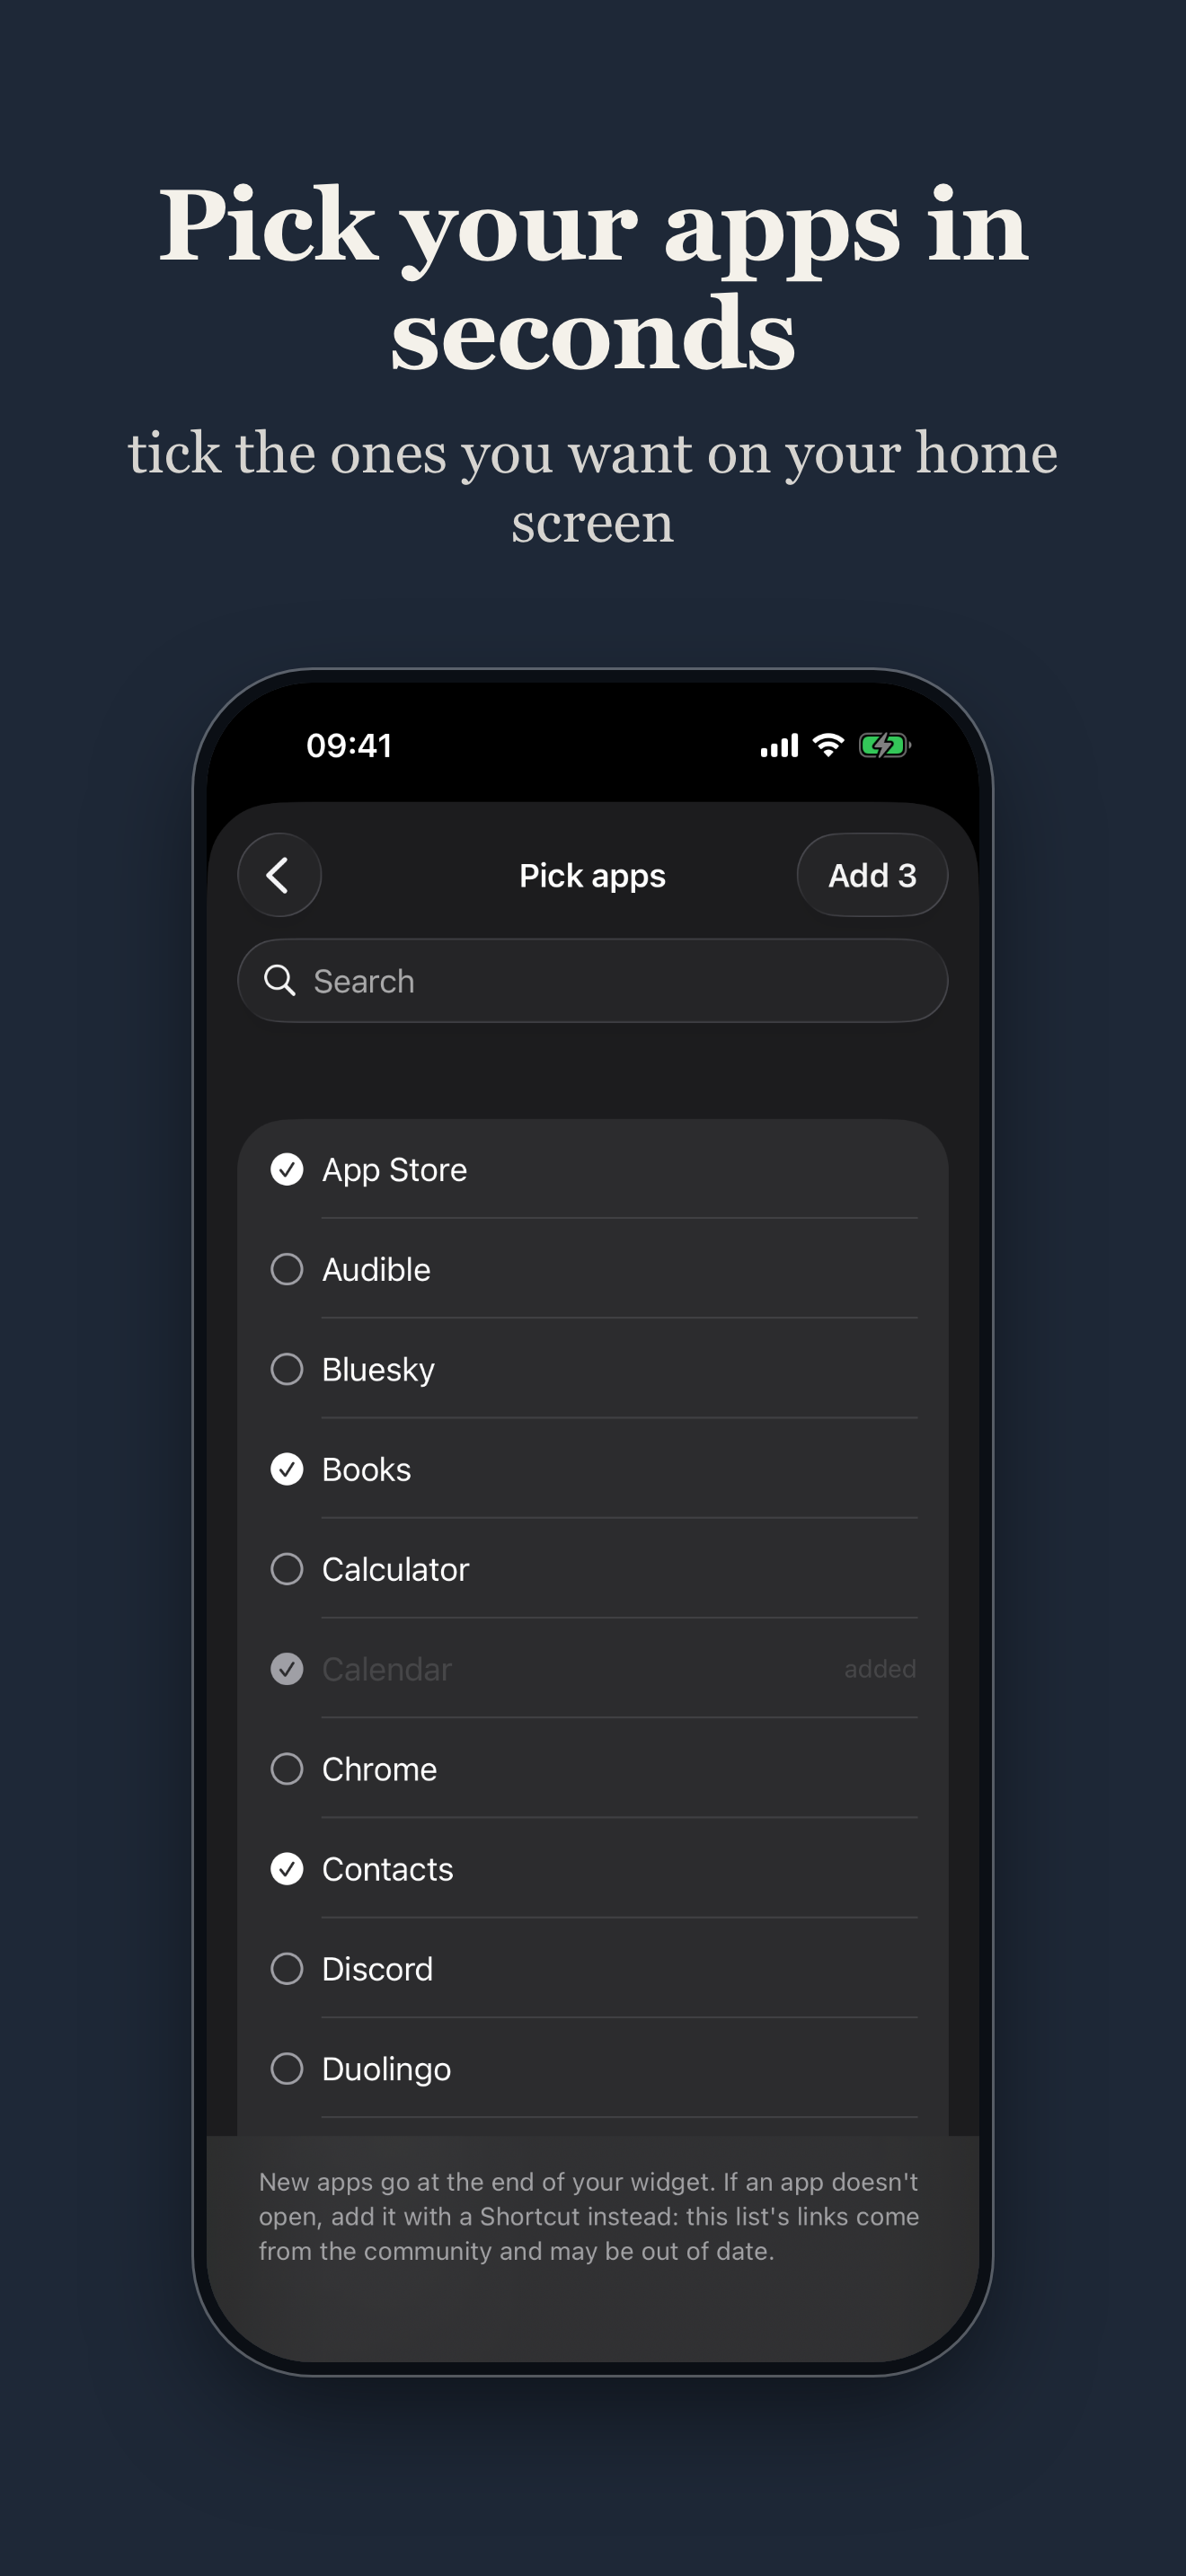 Pick your apps in
seconds
tick the ones you want on your home
screen
09:41
Pick apps
Add 3
Search
App Store
Audible
Bluesky
Books
Calculator
Calendar
added
Chrome
Contacts
Discord
Duolingo
New apps go at the end of your widget. If an app doesn't
open, add it with a Shortcut instead: this list's links come
from the community and may be out of date.